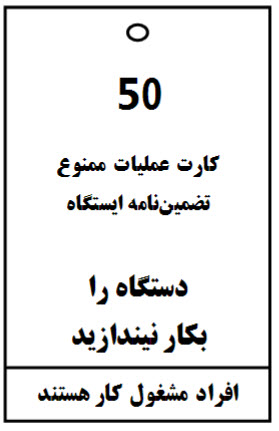 50
کارت عملیات ممنوع
تضمین‌نامه ایستگاه
دستگاه را
بکار نیندازید
افراد مشغول کار هستند